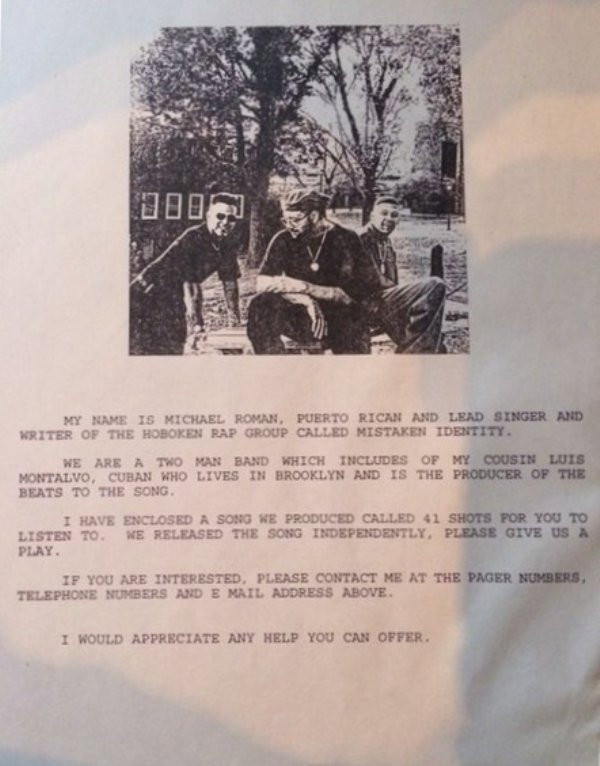 MY NAME IS MICHAEL ROMAN, PUERTO RICAN AND LEAD SINGER AND
WRITER OF THE HOBOKEN RAP GROUP CALLED MISTAKEN IDENTITY.
WE ARE A TWO MAN BAND WHICH INCLUDES OF MY COUSIN LUIS
MONTALVO, CUBAN WHO LIVES IN BROOKLYN AND IS THE PRODUCER OF THE
BEATS TO THE SONG.
I HAVE ENCLOSED A SONG WE PRODUCED CALLED 41 SHOTS FOR YOU TO
LISTEN TO. WE RELEASED THE SONG INDEPENDENTLY, PLEASE GIVE US A
PLAY.
IF YOU ARE INTERESTED, PLEASE CONTACT ME AT THE PAGER NUMBERS,
TELEPHONE NUMBERS AND E MAIL ADDRESS ABOVE.
I WOULD APPRECIATE ANY HELP YOU CAN OFFER.